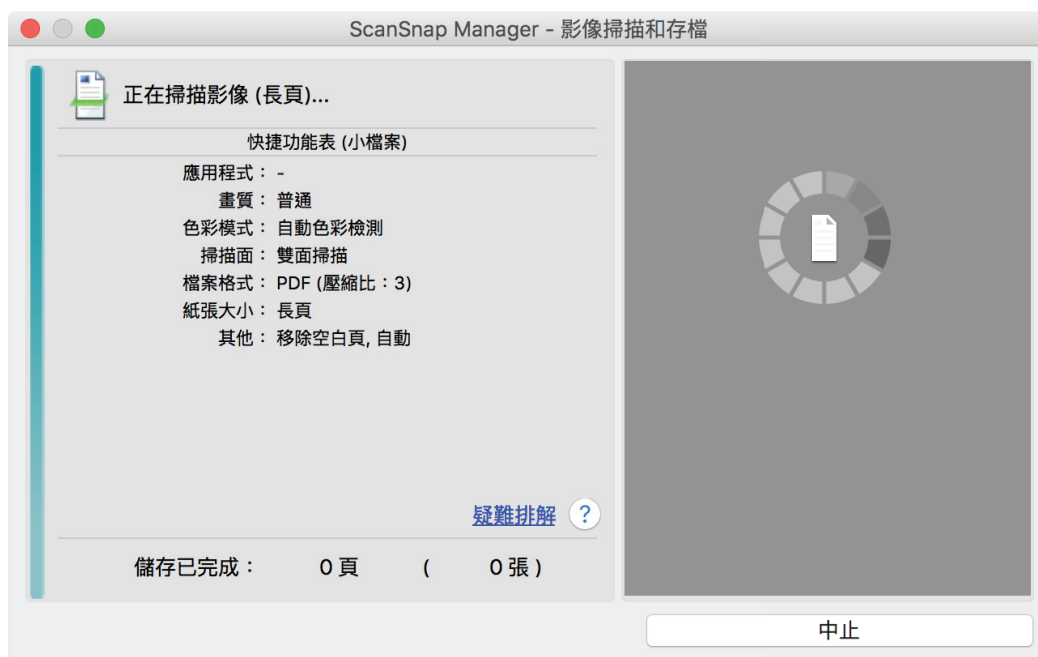 ScanSnap Manager - 影像掃描和存檔
正在掃描影像 (長頁)...
快捷功能表 (小檔案)
應用程式： -
畫質： 普通
色彩模式： 自動色彩檢測
掃描面： 雙面掃描
檔案格式： PDF (壓縮比：3)
紙張大小： 長頁
其他： 移除空白頁, 自動
疑難排解 ?
儲存已完成： 0 頁 ( 0 張 )
中止